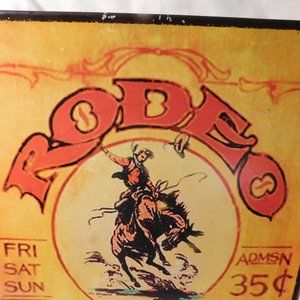 RODEO
FRI
SAT
SUN
ADMSN
35¢